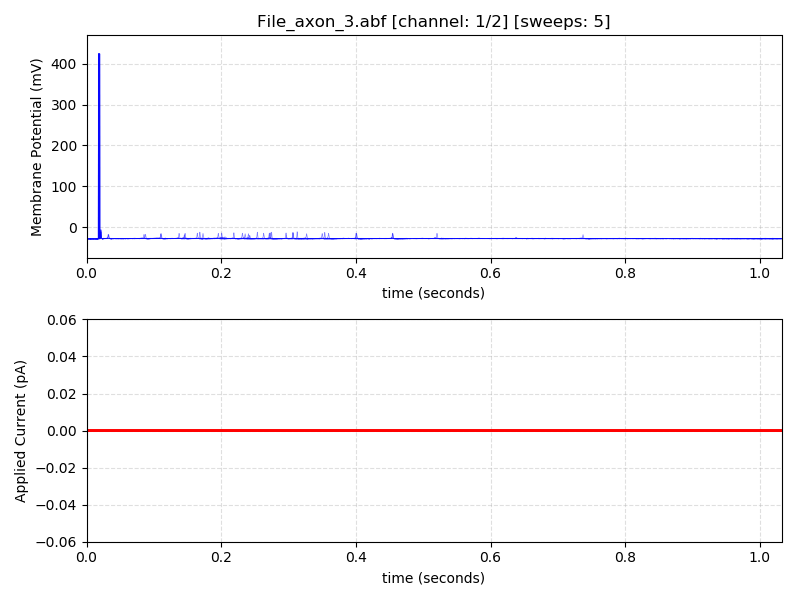 File_axon_3.abf [channel: 1/2] [sweeps: 5]
Membrane Potential (mV)
400
300
200
100
0
0.0 0.2 0.4 0.6 0.8 1.0
time (seconds)
Applied Current (pA)
0.06
0.04
0.02
0.00
−0.02
−0.04
−0.06
0.0 0.2 0.4 0.6 0.8 1.0
time (seconds)